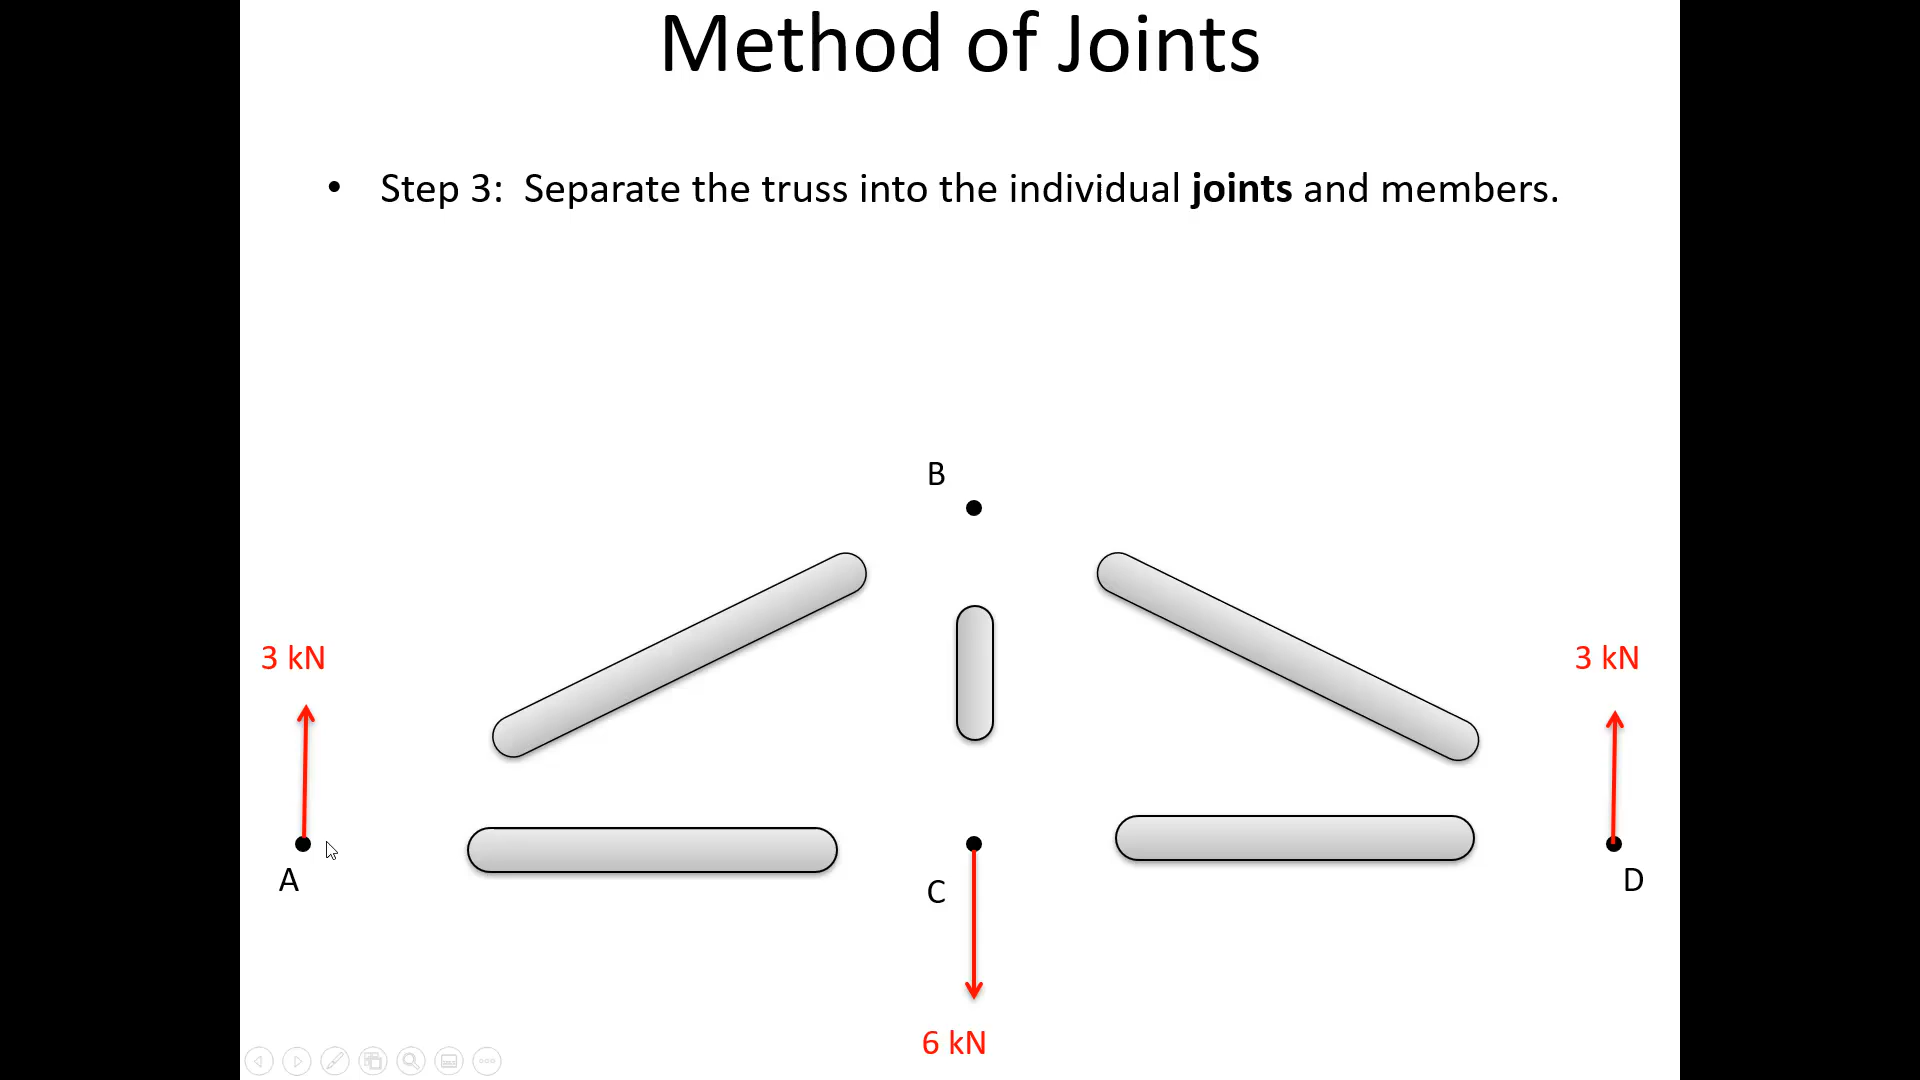 Method of Joints
• Step 3: Separate the truss into the individual joints and members.
B
3 kN
3 kN
A
C
D
6 kN